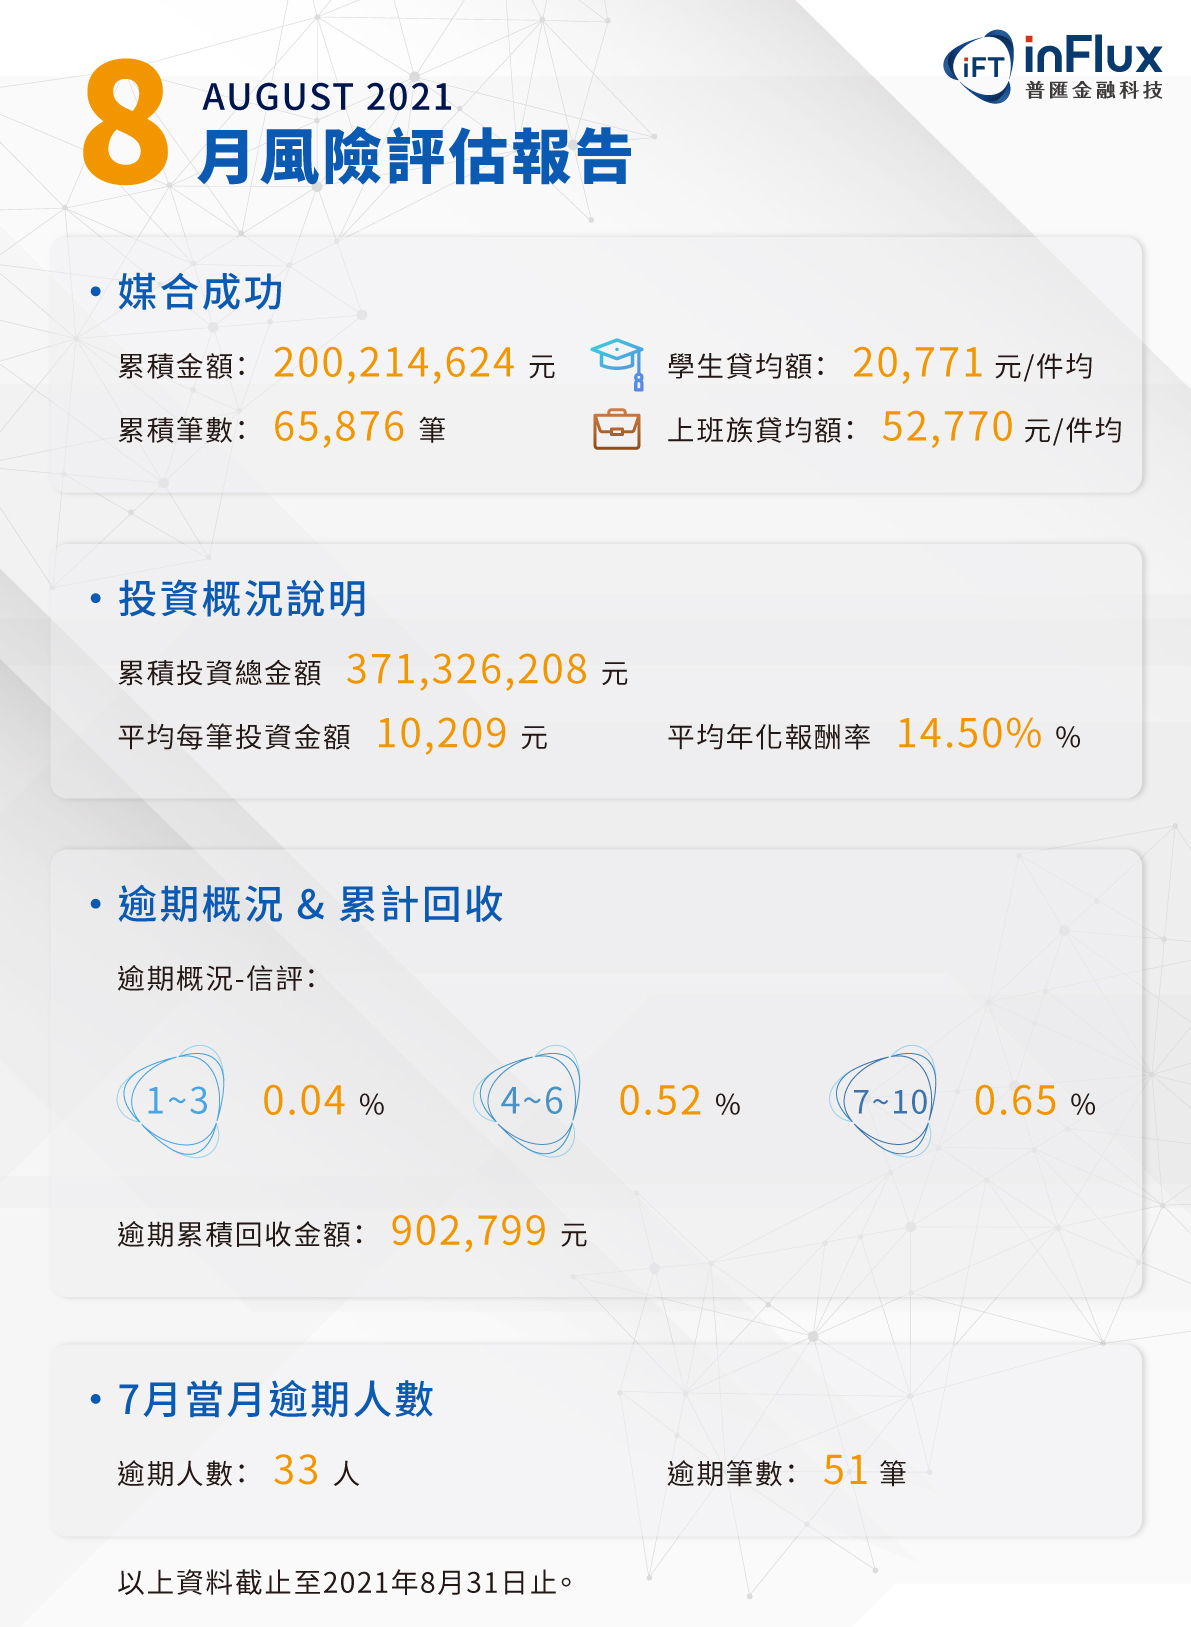 iFT inFlux
普匯金融科技
8
AUGUST 2021
月風險評估報告
• 媒合成功
累積金額： 200,214,624 元
學生貸均額： 20,771 元/件均
累積筆數： 65,876 筆
上班族貸均額： 52,770 元/件均
• 投資概況說明
累積投資總金額 371,326,208 元
平均每筆投資金額 10,209 元
平均年化報酬率 14.50% %
• 逾期概況 & 累計回收
逾期概況-信評：
1~3 0.04 %
4~6 0.52 %
7~10 0.65 %
逾期累積回收金額： 902,799 元
• 7月當月逾期人數
逾期人數： 33 人
逾期筆數： 51 筆
以上資料截止至2021年8月31日止。